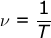 ν = 1/T